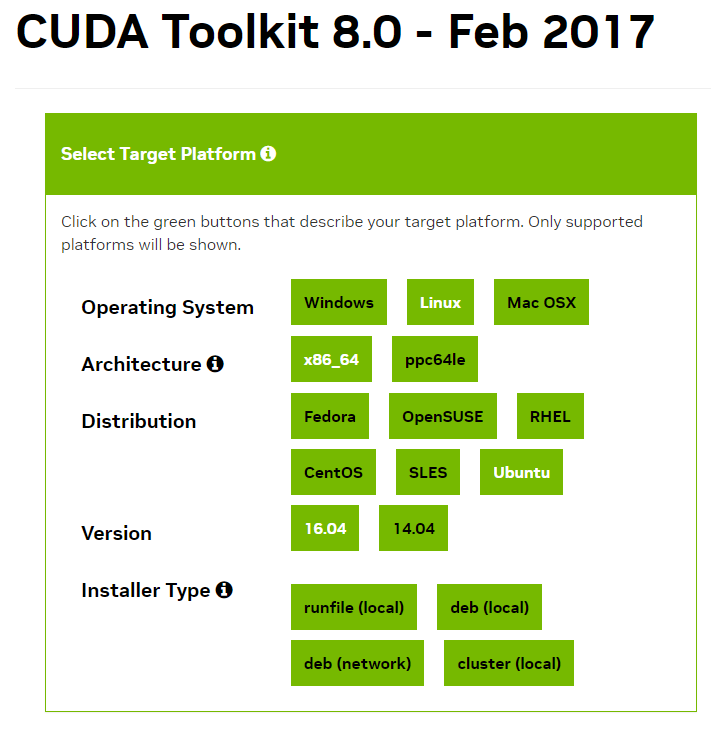 CUDA Toolkit 8.0 - Feb 2017
Select Target Platform
Click on the green buttons that describe your target platform. Only supported
platforms will be shown.
Operating System Windows Linux Mac OSX
Architecture x86_64 ppc64le
Distribution Fedora OpenSUSE RHEL
CentOS SLES Ubuntu
Version 16.04 14.04
Installer Type
runfile (local) deb (local)
deb (network) cluster (local)